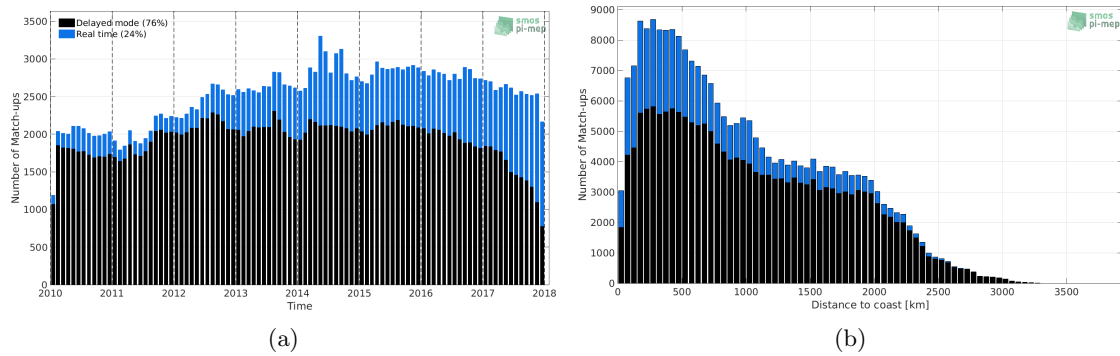 Delayed mode (76%)
Real time (24%)
smos
pi-mep
Number of Match-ups
3500
3000
2500
2000
1500
1000
500
0
2010 2011 2012 2013 2014 2015 2016 2017 2018
Time
(a)
smos
pi-mep
Number of Match-ups
9000
8000
7000
6000
5000
4000
3000
2000
1000
0
0 500 1000 1500 2000 2500 3000 3500
Distance to coast [km]
(b)